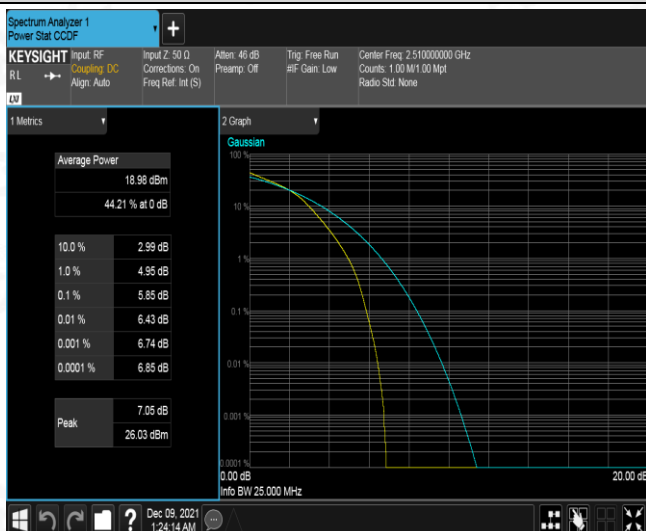 Spectrum Analyzer 1
Power Stat CCDF
+
KEYSIGHT Input: RF Input Z: 50 Ω Atten: 46 dB Trig: Free Run Center Freq: 2.510000000 GHz
RL Coupling: DC Corrections: On Preamp: Off #IF Gain: Low Counts: 1.00 M/1.00 Mpt
Align: Auto Freq Ref: Int (S) Radio Std: None
LXI
1 Metrics
Average Power
18.98 dBm
44.21 % at 0 dB
10.0 % 2.99 dB
1.0 % 4.95 dB
0.1 % 5.85 dB
0.01 % 6.43 dB
0.001 % 6.74 dB
0.0001 % 6.85 dB
Peak 7.05 dB
26.03 dBm
2 Graph
Gaussian
100 %
10 %
1 %
0.1 %
0.01 %
0.001 %
0.0001 %
0.00 dB 20.00 dB
Info BW 25.000 MHz
? Dec 09, 2021
1:24:14 AM